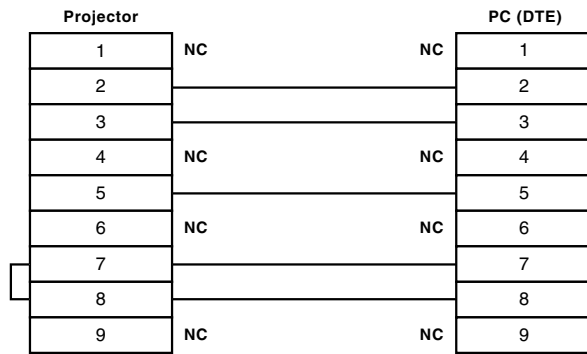 Projector PC (DTE)
1 NC NC 1
2 2
3 3
4 NC NC 4
5 5
6 NC NC 6
7 7
8 8
9 NC NC 9